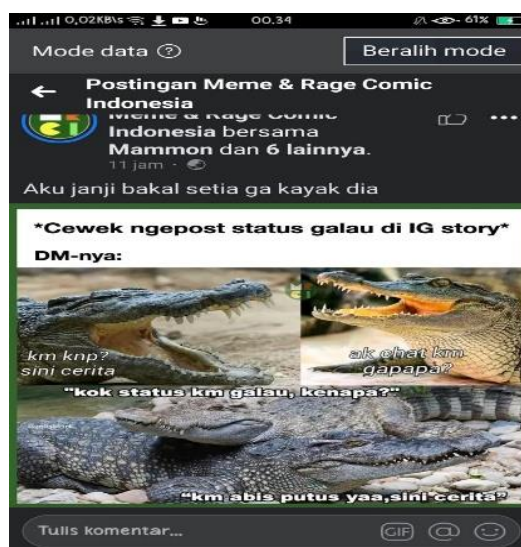 0,02KB\s 00.34 61%
Mode data ?
Beralih mode
Postingan Meme & Rage Comic
Indonesia
Meme & Rage Comic
Indonesia bersama
Mammon dan 6 lainnya.
11 jam ·
Aku janji bakal setia ga kayak dia
*Cewek ngepost status galau di IG story*
DM-nya:
km knp?
sini cerita
ak chat km
gapapa?
"kok status km galau, kenapa?"
"km abis putus yaa,sini cerita"
Tulis komentar...
GIF @